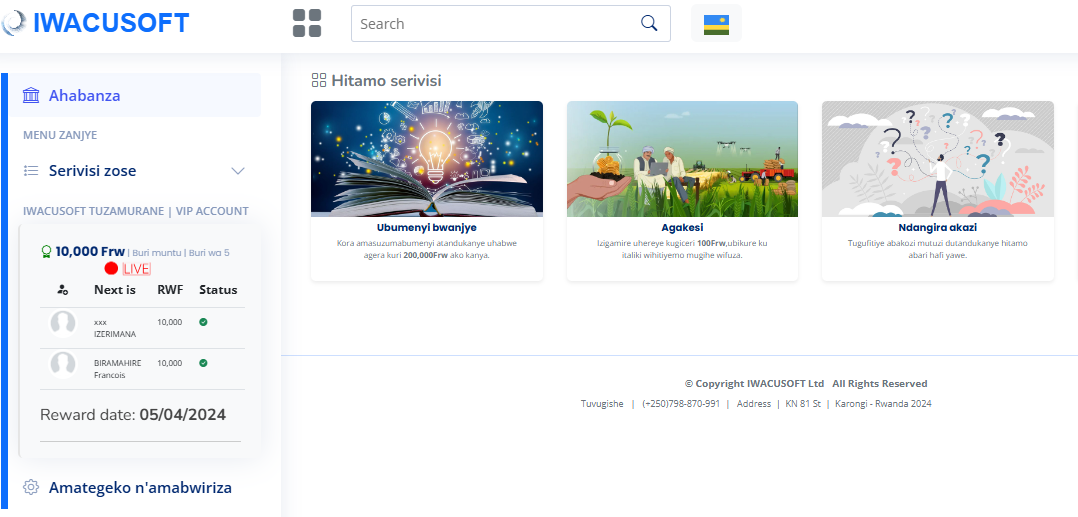 IWACUSOFT
Search
Ahabanza
MENU ZANJYE
Serivisi zose
IWACUSOFT TUZAMURANE | VIP ACCOUNT
10,000 Frw | Buri muntu | Buri wa 5
LIVE
Next is RWF Status
xxx 10,000
IZERIMANA
BIRAMAHIRE 10,000
Francois
Reward date: 05/04/2024
Amategeko n'amabwiriza
Hitamo serivisi
Ubumenyi bwanjye
Kora amasuzumabumenyi atandukanye uhabwe
agera kuri 200,000Frw ako kanya.
Agakesi
Izigamire uhereye kugiceri 100Frw,ubikure ku
italiki wihitiyemo mugihe wifuza.
Ndangira akazi
Tugufitiye abakozi mutuzi dutandukanye hitamo
abari hafi yawe.
© Copyright IWACUSOFT Ltd All Rights Reserved
Tuvugishe | (+250)798-870-991 | Address | KN 81 St | Karongi - Rwanda 2024